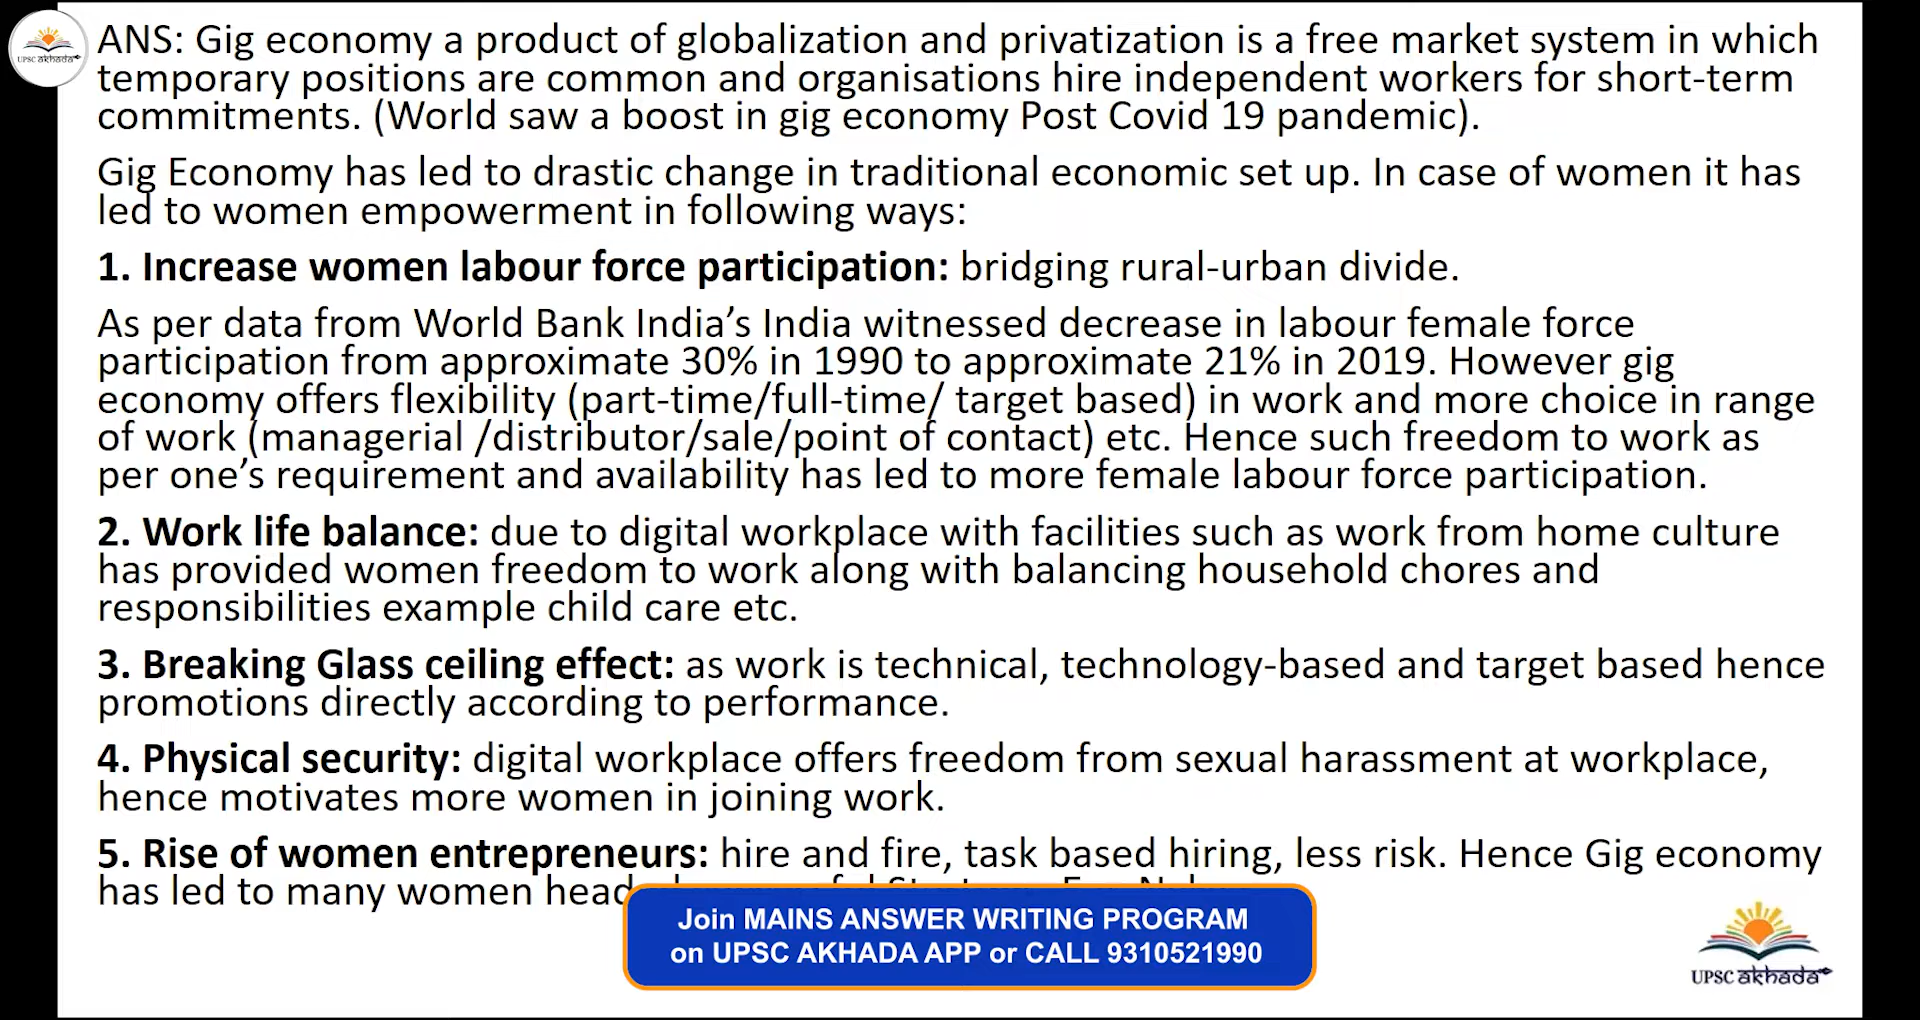 UPSC akhada
ANS: Gig economy a product of globalization and privatization is a free market system in which
temporary positions are common and organisations hire independent workers for short-term
commitments. (World saw a boost in gig economy Post Covid 19 pandemic).
Gig Economy has led to drastic change in traditional economic set up. In case of women it has
led to women empowerment in following ways:
1. Increase women labour force participation: bridging rural-urban divide.
As per data from World Bank India’s India witnessed decrease in labour female force
participation from approximate 30% in 1990 to approximate 21% in 2019. However gig
economy offers flexibility (part-time/full-time/ target based) in work and more choice in range
of work (managerial /distributor/sale/point of contact) etc. Hence such freedom to work as
per one’s requirement and availability has led to more female labour force participation.
2. Work life balance: due to digital workplace with facilities such as work from home culture
has provided women freedom to work along with balancing household chores and
responsibilities example child care etc.
3. Breaking Glass ceiling effect: as work is technical, technology-based and target based hence
promotions directly according to performance.
4. Physical security: digital workplace offers freedom from sexual harassment at workplace,
hence motivates more women in joining work.
5. Rise of women entrepreneurs: hire and fire, task based hiring, less risk. Hence Gig economy
has led to many women
Join MAINS ANSWER WRITING PROGRAM
on UPSC AKHADA APP or CALL 9310521990
UPSC akhada